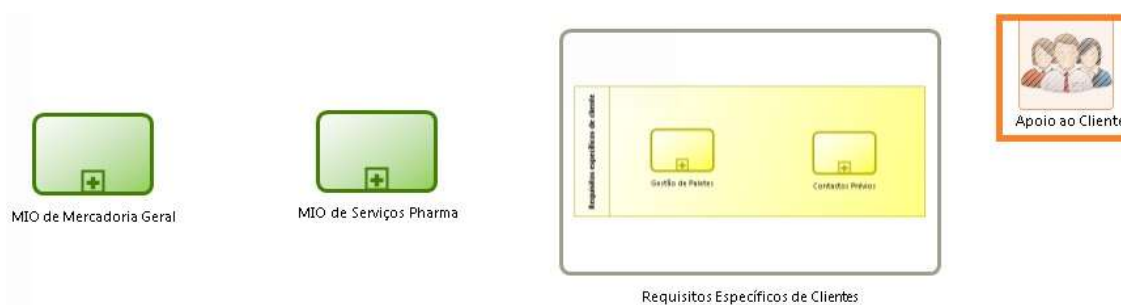 MIO de Mercadoria Geral
MIO de Serviços Pharma
Requisitos específicos de cliente
Gestão de Paletes
Contactos Prévios
Requisitos Específicos de Clientes
Apoio ao Cliente